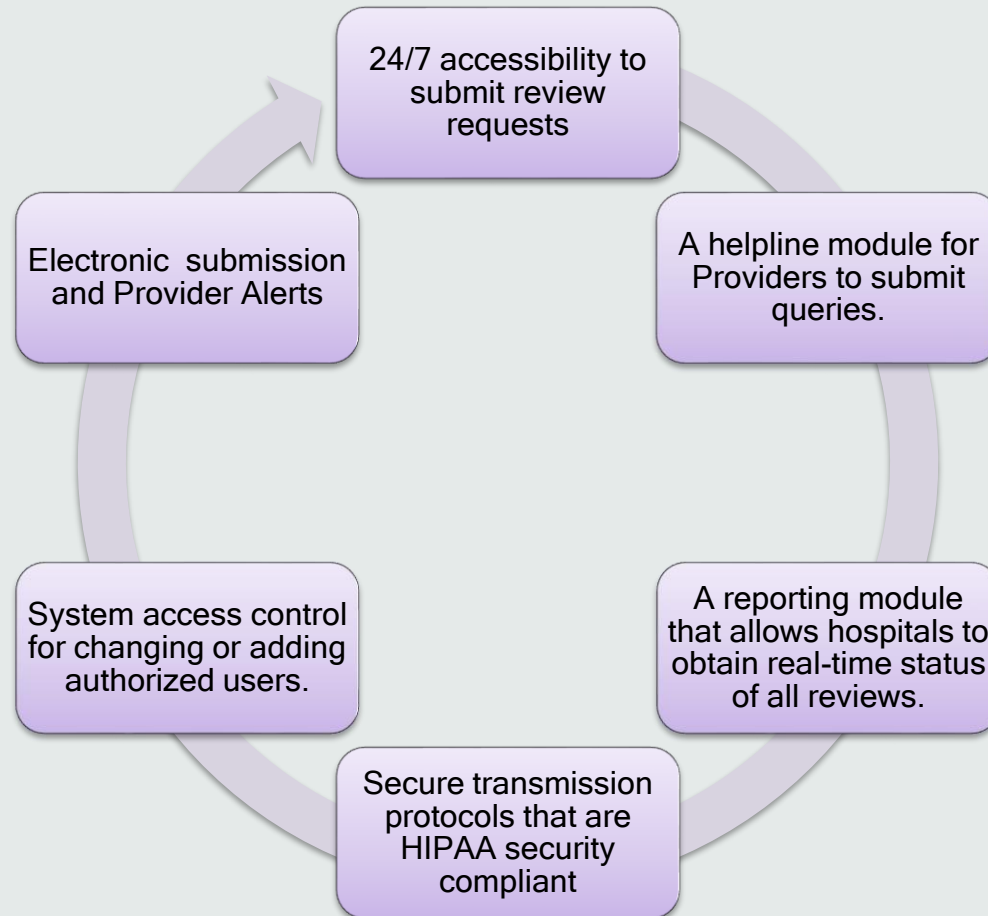 24/7 accessibility to
submit review
requests
A helpline module for
Providers to submit
queries.
A reporting module
that allows hospitals to
obtain real-time status
of all reviews.
Secure transmission
protocols that are
HIPAA security
compliant
System access control
for changing or adding
authorized users.
Electronic  submission
and Provider Alerts